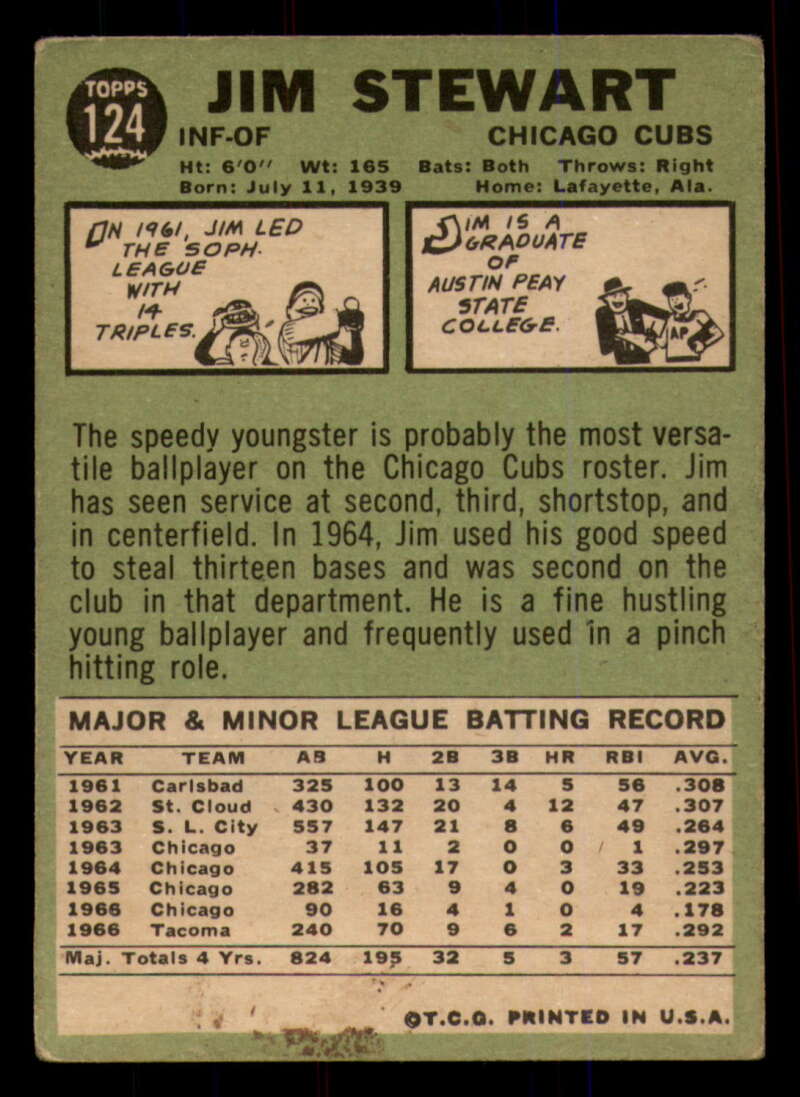 TOPPS
124
JIM STEWART
INF-OF CHICAGO CUBS
Ht: 6'0" Wt: 165 Bats: Both Throws: Right
Born: July 11, 1939 Home: Lafayette, Ala.
IN 1961, JIM LED
THE SOPH.
LEAGUE
WITH
14
TRIPLES.
JIM IS A
GRADUATE
OF
AUSTIN PEAY
STATE
COLLEGE.
AP
The speedy youngster is probably the most versa-
tile ballplayer on the Chicago Cubs roster. Jim
has seen service at second, third, shortstop, and
in centerfield. In 1964, Jim used his good speed
to steal thirteen bases and was second on the
club in that department. He is a fine hustling
young ballplayer and frequently used in a pinch
hitting role.
MAJOR & MINOR LEAGUE BATTING RECORD
YEAR TEAM AB H 2B 3B HR RBI AVG.
1961 Carlsbad 325 100 13 14 5 56 .308
1962 St. Cloud 430 132 20 4 12 47 .307
1963 S. L. City 557 147 21 8 6 49 .264
1963 Chicago 37 11 2 0 0 1 .297
1964 Chicago 415 105 17 0 3 33 .253
1965 Chicago 282 63 9 4 0 19 .223
1966 Chicago 90 16 4 1 0 4 .178
1966 Tacoma 240 70 9 6 2 17 .292
Maj. Totals 4 Yrs. 824 195 32 5 3 57 .237
©T.C.G. PRINTED IN U.S.A.